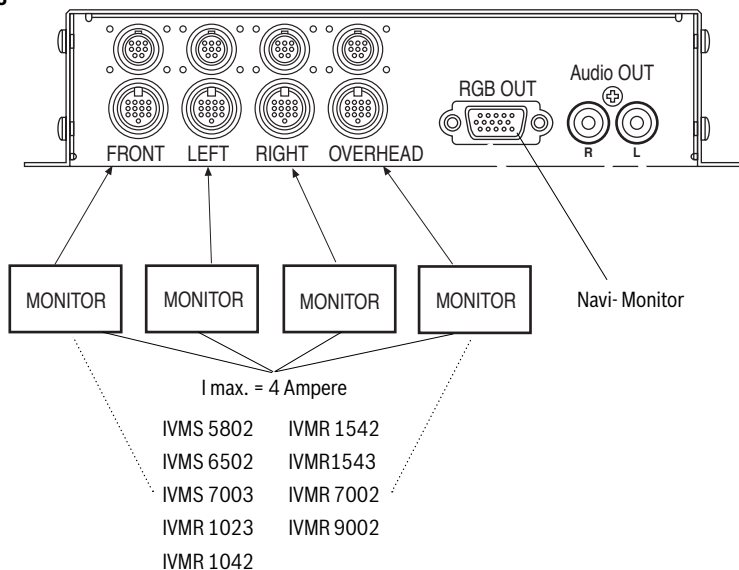 RGB OUT
Audio OUT
R L
FRONT LEFT RIGHT OVERHEAD
MONITOR MONITOR MONITOR MONITOR
Navi- Monitor
I max. = 4 Ampere
IVMS 5802 IVMR 1542
IVMS 6502 IVMR1543
IVMS 7003 IVMR 7002
IVMR 1023 IVMR 9002
IVMR 1042